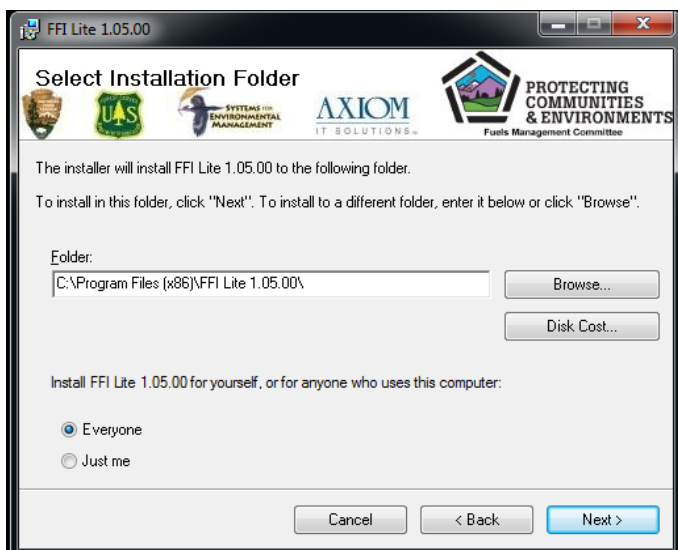 FFI Lite 1.05.00
Select Installation Folder
UAS
SYSTEMS FOR
ENVIRONMENTAL
MANAGEMENT
AXIOM
IT SOLUTIONS
PROTECTING
COMMUNITIES
& ENVIRONMENTS
Fuels Management Committee
The installer will install FFI Lite 1.05.00 to the following folder.
To install in this folder, click "Next". To install to a different folder, enter it below or click "Browse".
Folder:
C:\Program Files (x86)\FFI Lite 1.05.00\
Browse...
Disk Cost...
Install FFI Lite 1.05.00 for yourself, or for anyone who uses this computer:
Everyone
Just me
Cancel
< Back
Next >